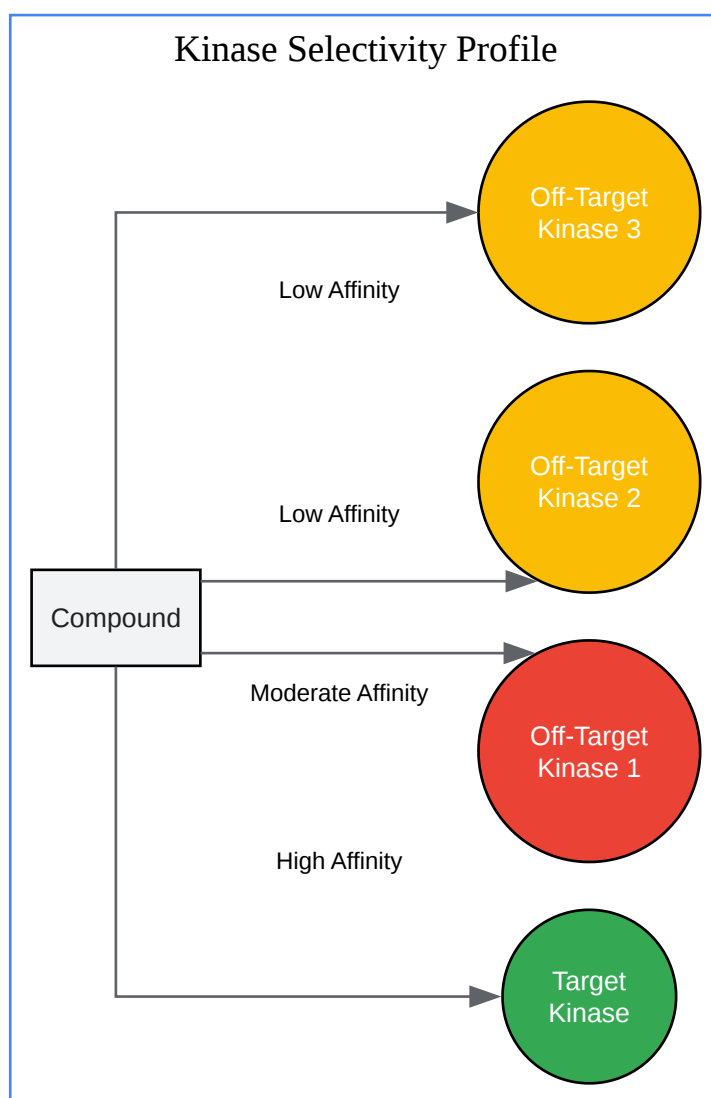 Kinase Selectivity Profile
Off-Target
Kinase 3
Low Affinity
Off-Target
Kinase 2
Low Affinity
Compound
Moderate Affinity
Off-Target
Kinase 1
High Affinity
Target
Kinase